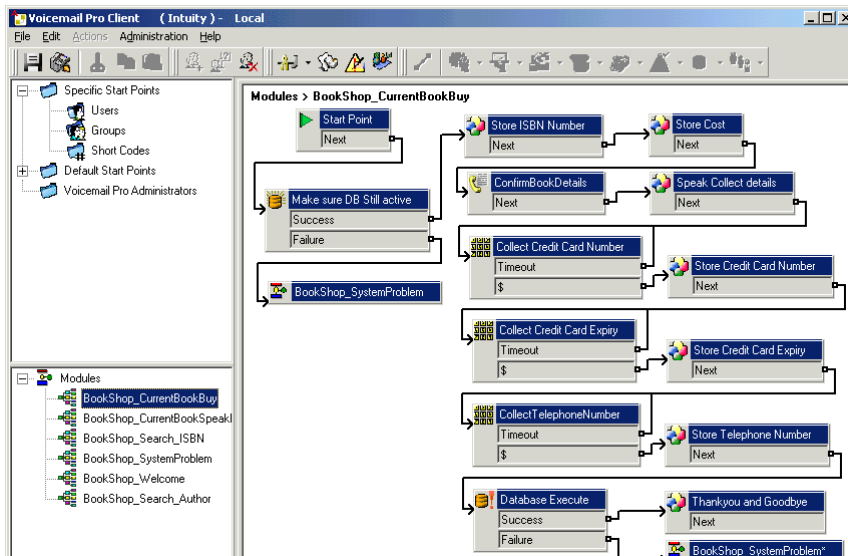 Voicemail Pro Client (Intuity) - Local
File Edit Actions Administration Help
Specific Start Points
Users
Groups
Short Codes
Default Start Points
Voicemail Pro Administrators
Modules
BookShop_CurrentBookBuy
BookShop_CurrentBookSpeakI
BookShop_Search_ISBN
BookShop_SystemProblem
BookShop_Welcome
BookShop_Search_Author
Modules > BookShop_CurrentBookBuy
Start Point
Next
Store ISBN Number
Next
Store Cost
Next
Make sure DB Still active
Success
Failure
ConfirmBookDetails
Next
Speak Collect details
Next
BookShop_SystemProblem
Collect Credit Card Number
Timeout
$
Store Credit Card Number
Next
Collect Credit Card Expiry
Timeout
$
Store Credit Card Expiry
Next
CollectTelephoneNumber
Timeout
$
Store Telephone Number
Next
Database Execute
Success
Failure
Thankyou and Goodbye
Next
BookShop_SystemProblem*